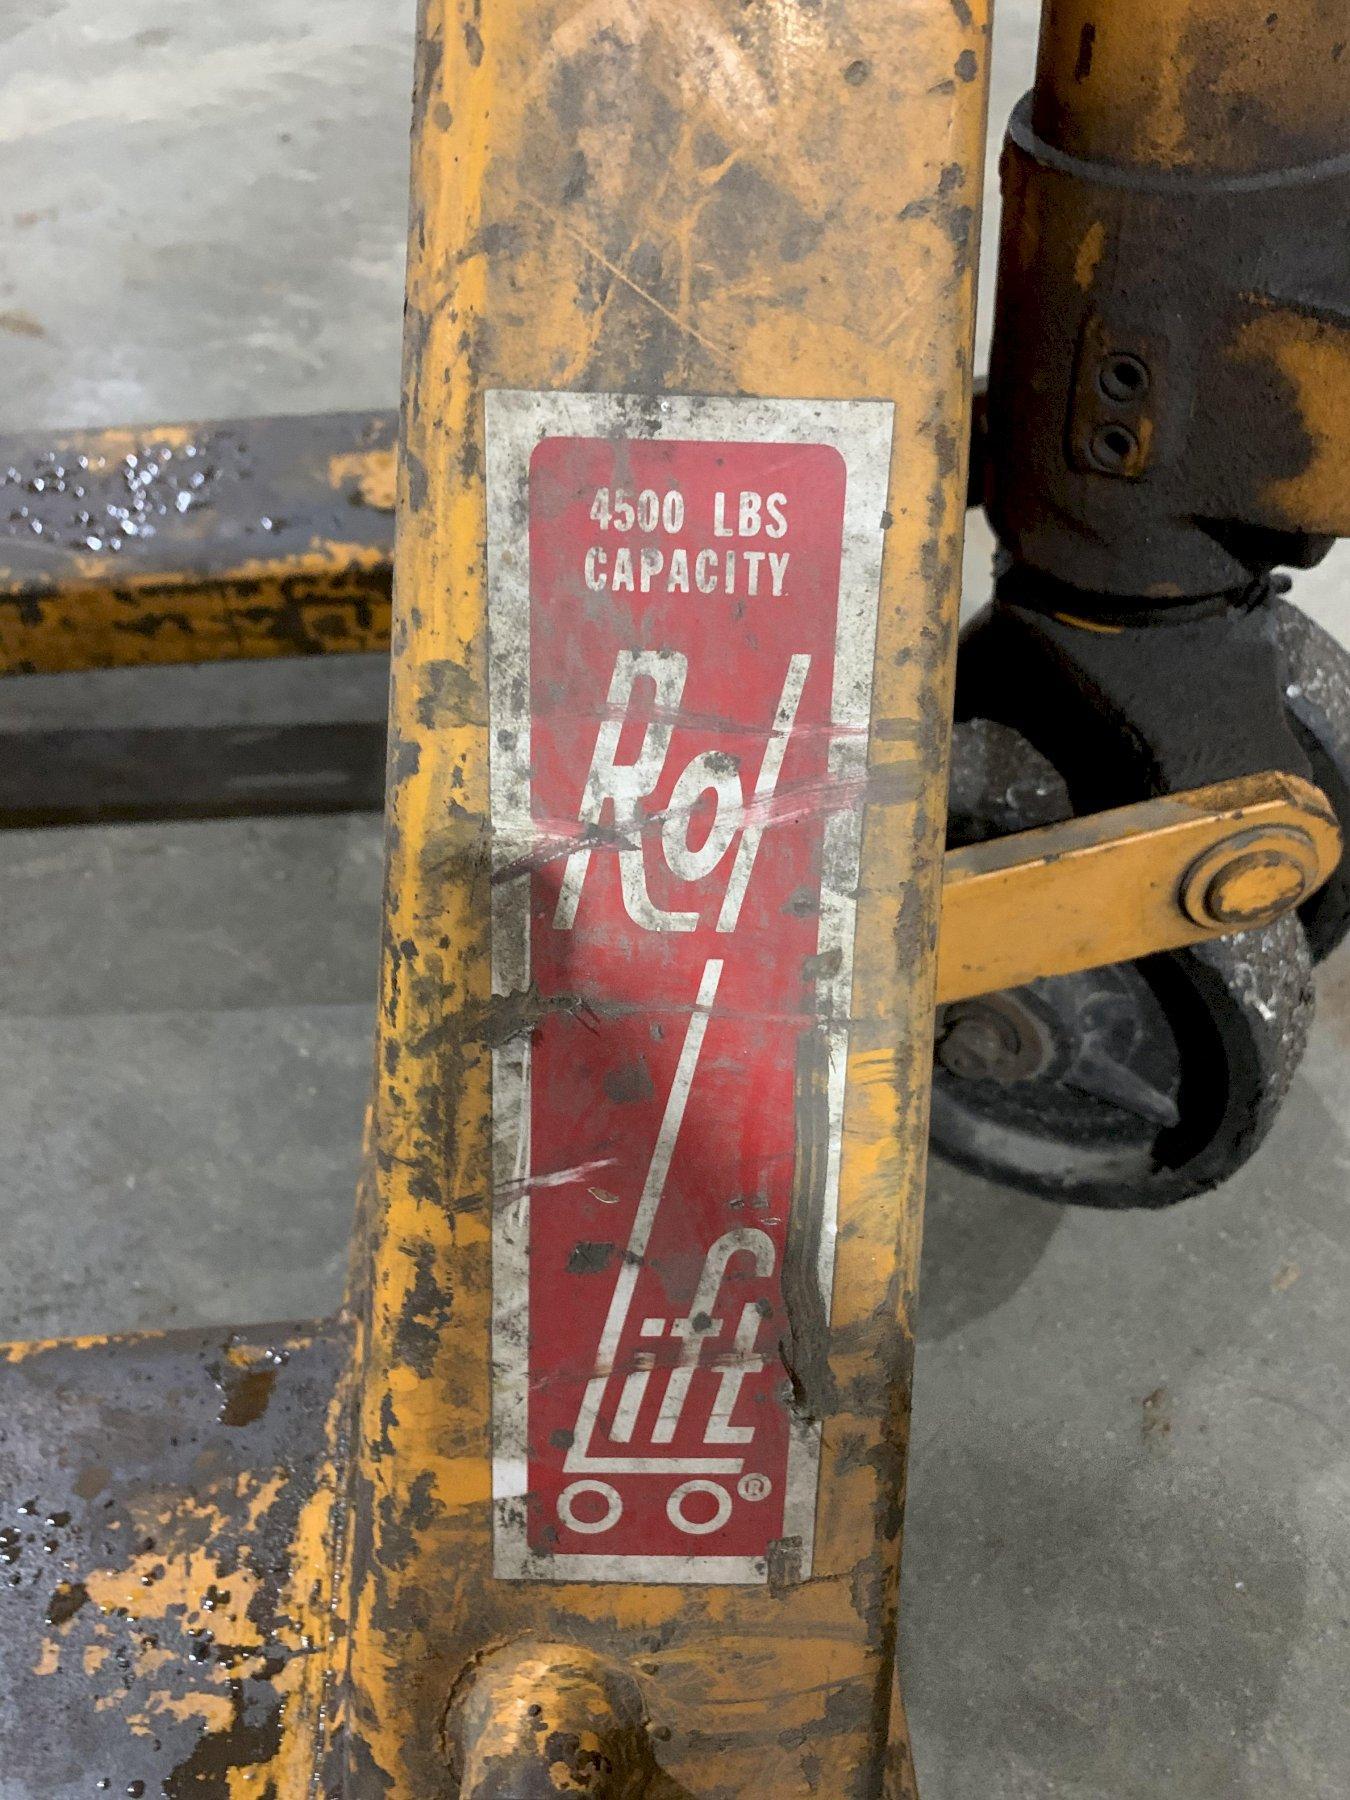 4500 LBS
CAPACITY
Rol
Lift
®